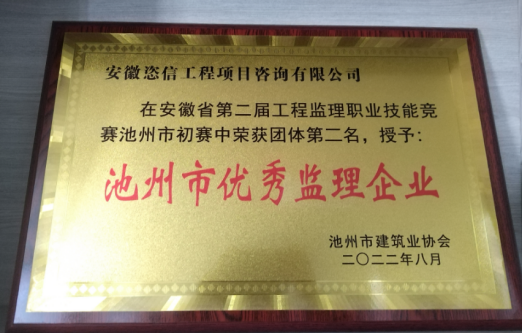 安徽恣信工程项目咨询有限公司
在安徽省第二届工程监理职业技能竞
赛池州市初赛中荣获团体第二名，授予：
池州市优秀监理企业
池州市建筑业协会
二〇二二年八月